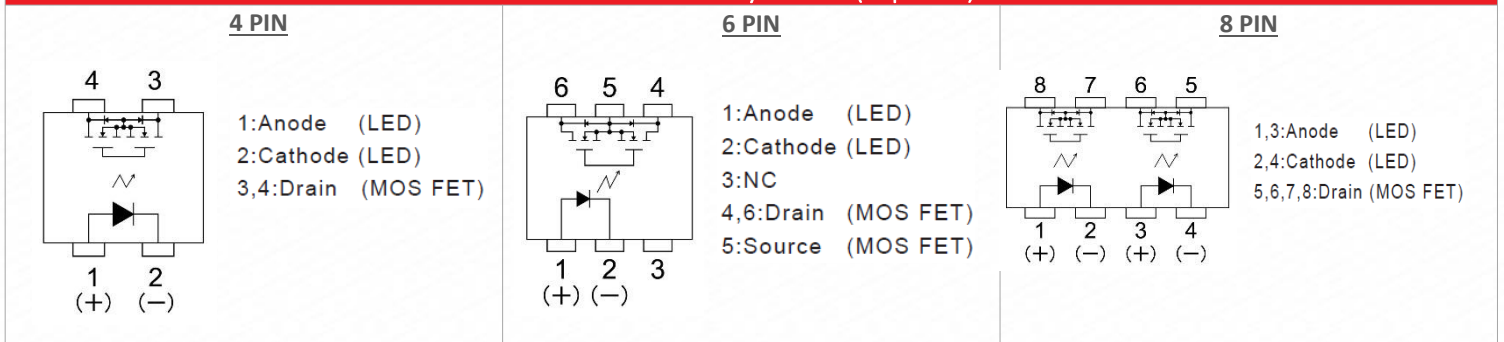 4 PIN
4 3
1:Anode (LED)
2:Cathode (LED)
3,4:Drain (MOS FET)
1 2
(+) (−)
6 PIN
6 5 4
1:Anode (LED)
2:Cathode (LED)
3:NC
4,6:Drain (MOS FET)
5:Source (MOS FET)
1 2 3
(+) (−)
8 PIN
8 7 6 5
1,3:Anode (LED)
2,4:Cathode (LED)
5,6,7,8:Drain (MOS FET)
1 2 3 4
(+) (−) (+) (−)